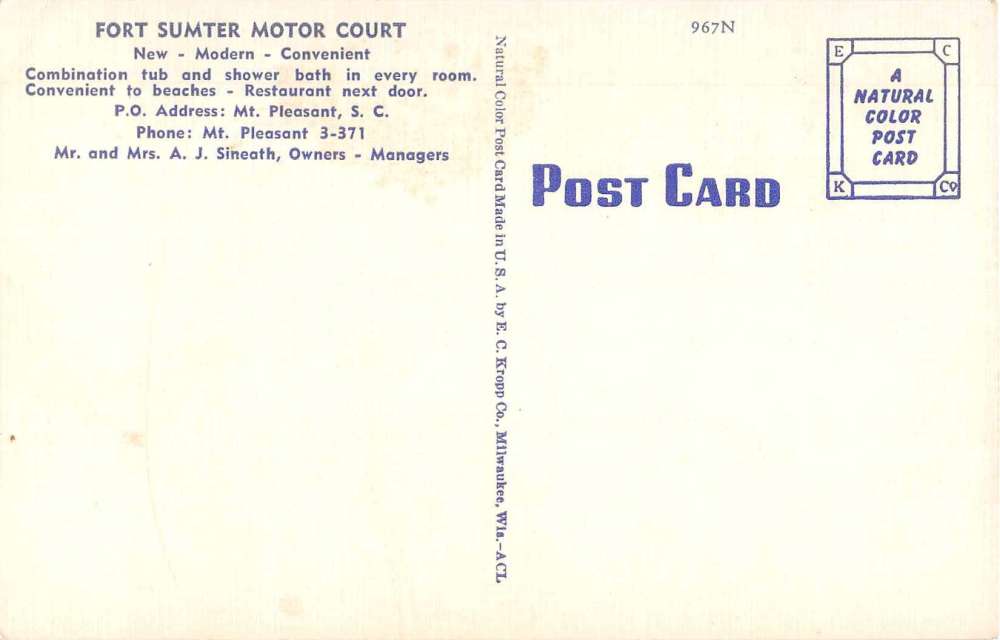 FORT SUMTER MOTOR COURT
New - Modern - Convenient
Combination tub and shower bath in every room.
Convenient to beaches - Restaurant next door.
P.O. Address: Mt. Pleasant, S. C.
Phone: Mt. Pleasant 3-371
Mr. and Mrs. A. J. Sineath, Owners - Managers
Natural Color Post Card Made in U. S. A. by E. C. Kropp Co., Milwaukee, Wis.-ACL
967N
POST CARD
E C
A
NATURAL
COLOR
POST
CARD
K Co